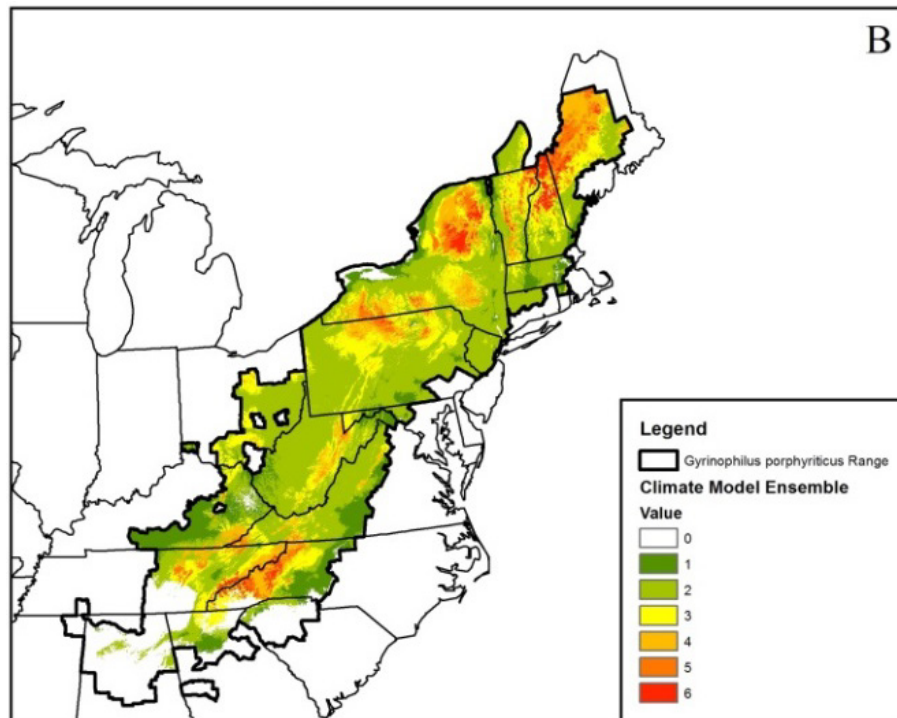 B
Legend
Gyrinophilus porphyriticus Range
Climate Model Ensemble
Value
0
1
2
3
4
5
6